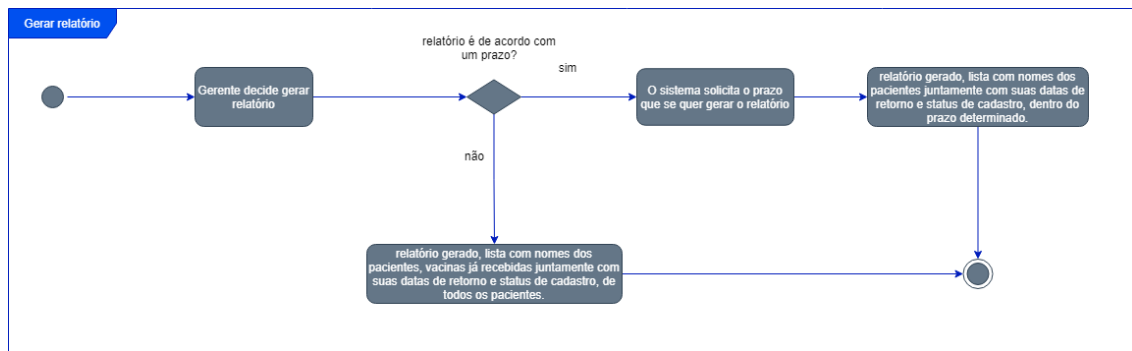 Gerar relatório
relatório é de acordo com
um prazo?
sim
Gerente decide gerar
relatório
O sistema solicita o prazo
que se quer gerar o relatório
relatório gerado, lista com nomes dos
pacientes juntamente com suas datas de
retorno e status de cadastro, dentro do
prazo determinado.
não
relatório gerado, lista com nomes dos
pacientes, vacinas já recebidas juntamente com
suas datas de retorno e status de cadastro, de
todos os pacientes.